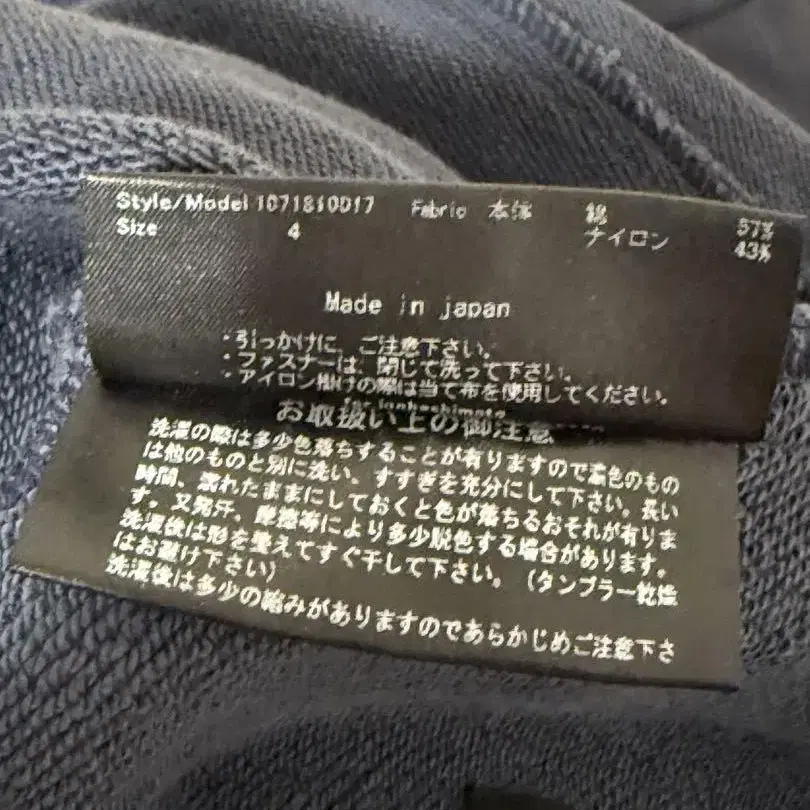 Style/Model 1071810017 Fabric 本体 綿 57%
Size 4 ナイロン 43%
Made in japan
・引っかけに、ご注意下さい。
・ファスナーは、閉じて洗って下さい。
・アイロン掛けの際は当て布を使用してください。
お取扱い上の御注意
洗濯の際は多少色落ちすることが有りますので濃色のもの
は他のものと別に洗い、すすぎを充分にして下さい。長い
時間、濡れたままにしておくと色が落ちるおそれが有りま
す。又発汗、摩擦等により多少脱色する場合があります。
洗濯後は形を整えてすぐ干して下さい。(タンブラー乾燥
はお避け下さい)
洗濯後は多少の縮みがありますのであらかじめご注意下さ